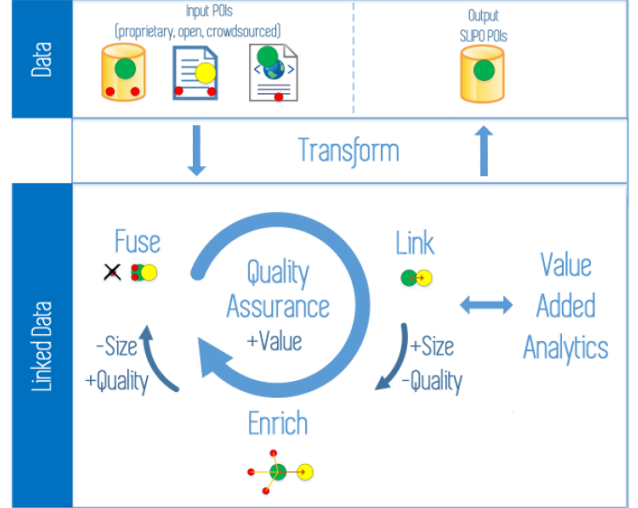 Data
Input POIs
(proprietary, open, crowdsourced)
Output
SLIPO POIs
Transform
Linked Data
Fuse
Link
Quality
Assurance
+Value
Value
Added
Analytics
-Size
+Quality
+Size
-Quality
Enrich